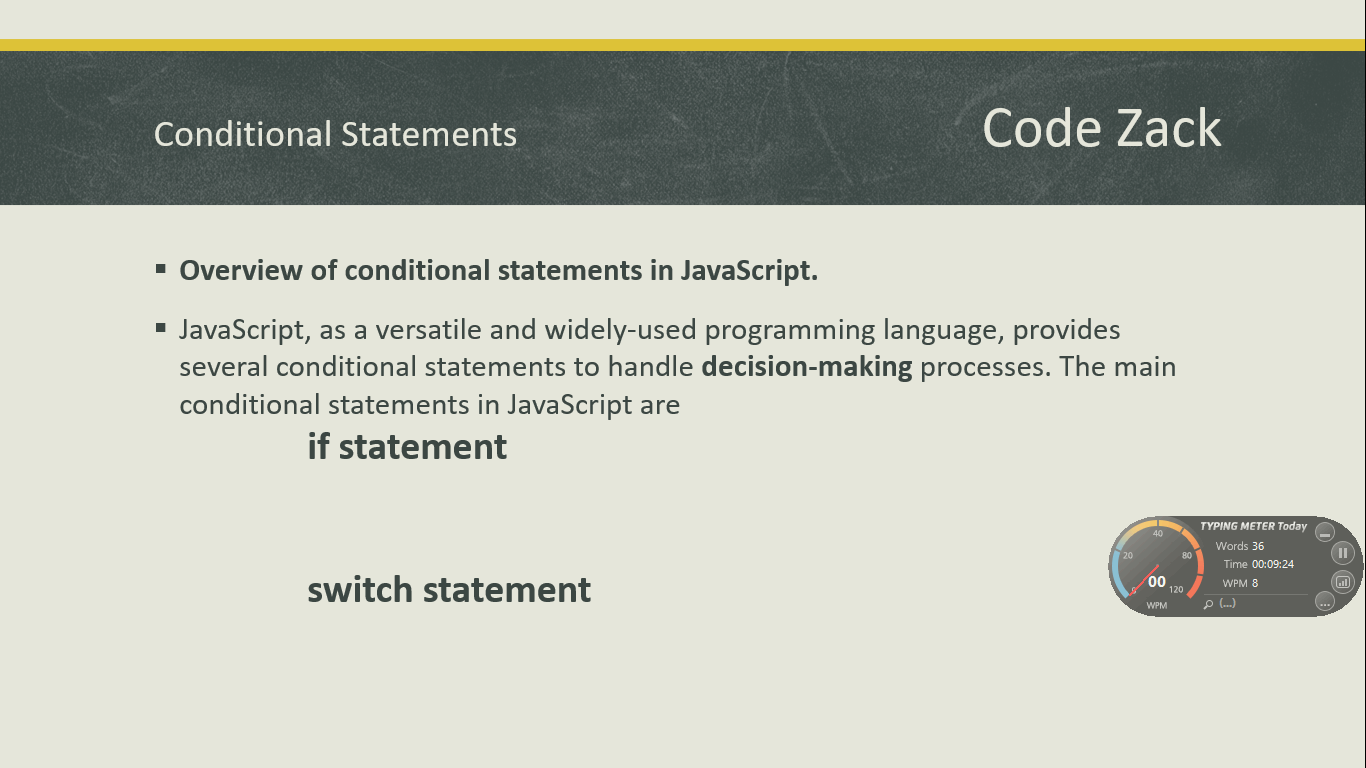 Conditional Statements
Code Zack
▪ Overview of conditional statements in JavaScript.
▪ JavaScript, as a versatile and widely-used programming language, provides
several conditional statements to handle decision-making processes. The main
conditional statements in JavaScript are
if statement
switch statement
TYPING METER Today
Words 36
Time 00:09:24
WPM 8
(...)
0
20
40
80
120
00
WPM